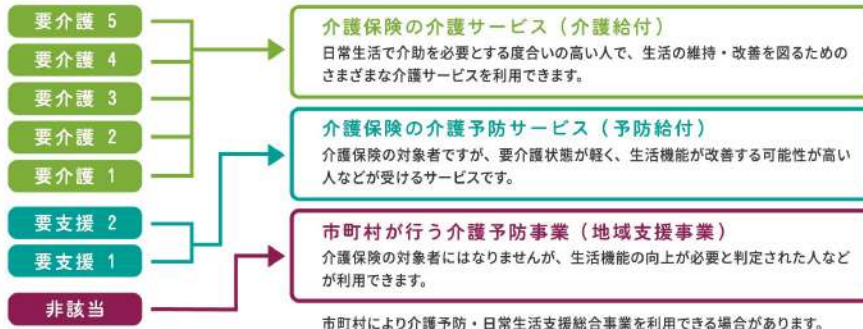 要介護 5
要介護 4
要介護 3
要介護 2
要介護 1
要支援 2
要支援 1
非該当
介護保険の介護サービス（介護給付）
日常生活で介助を必要とする度合いの高い人で、生活の維持・改善を図るための
さまざまな介護サービスを利用できます。
介護保険の介護予防サービス（予防給付）
介護保険の対象者ですが、要介護状態が軽く、生活機能が改善する可能性が高い
人などが受けるサービスです。
市町村が行う介護予防事業（地域支援事業）
介護保険の対象者にはなりませんが、生活機能の向上が必要と判定された人など
が利用できます。
市町村により介護予防・日常生活支援総合事業を利用できる場合があります。